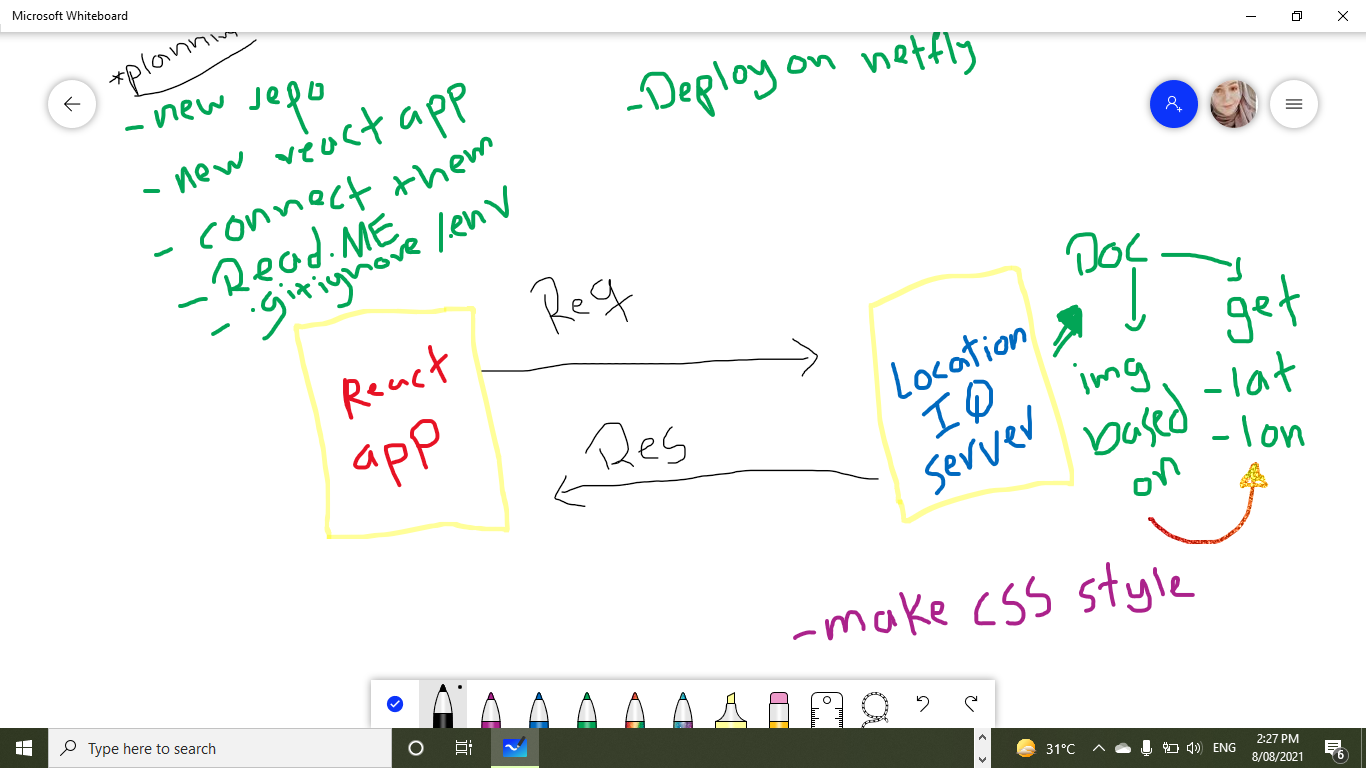 Microsoft Whiteboard
*planning
- new repo
- new react app
- connect them
- Read.ME
- .gitignore /.env
- Deploy on netfly
React
app
Req
Res
Location
IQ
server
DOC
get
- lat
- lon
img
based
on
- make CSS style
Type here to search
31°C
ENG
2:27 PM
8/08/2021
6